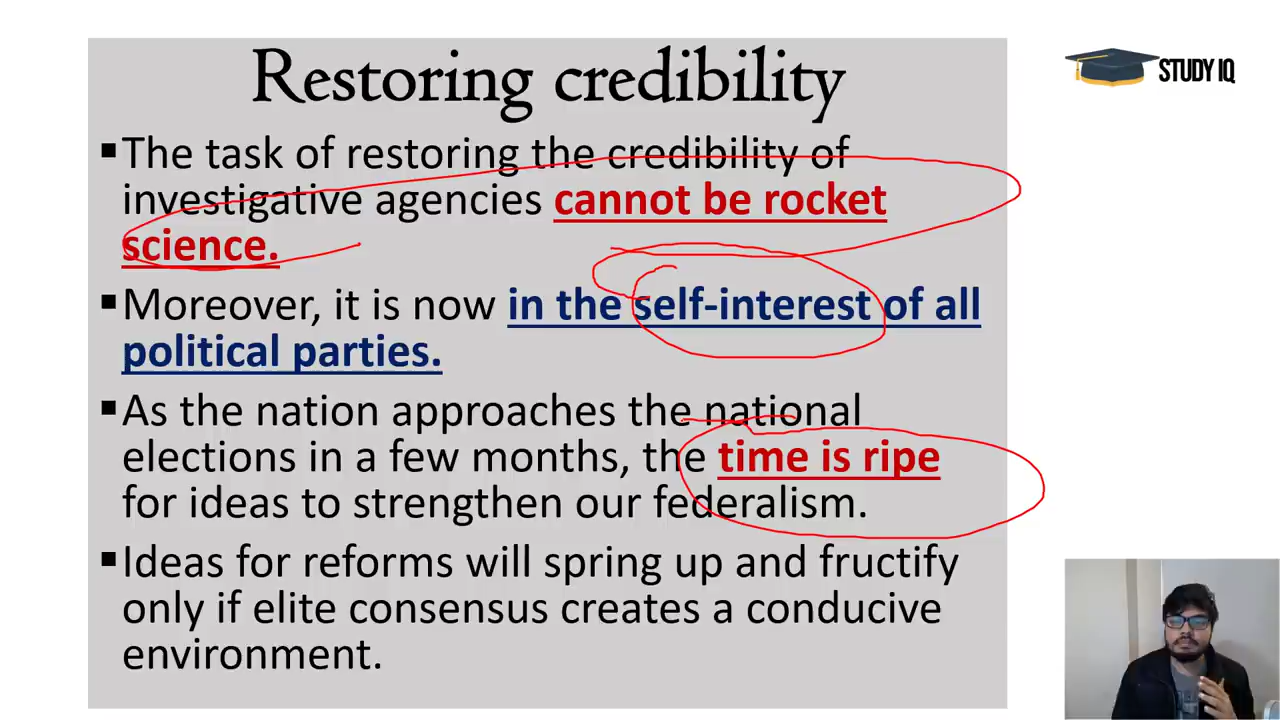 Restoring credibility
STUDY IQ
▪The task of restoring the credibility of
investigative agencies cannot be rocket
science.
▪Moreover, it is now in the self-interest of all
political parties.
▪As the nation approaches the national
elections in a few months, the time is ripe
for ideas to strengthen our federalism.
▪Ideas for reforms will spring up and fructify
only if elite consensus creates a conducive
environment.